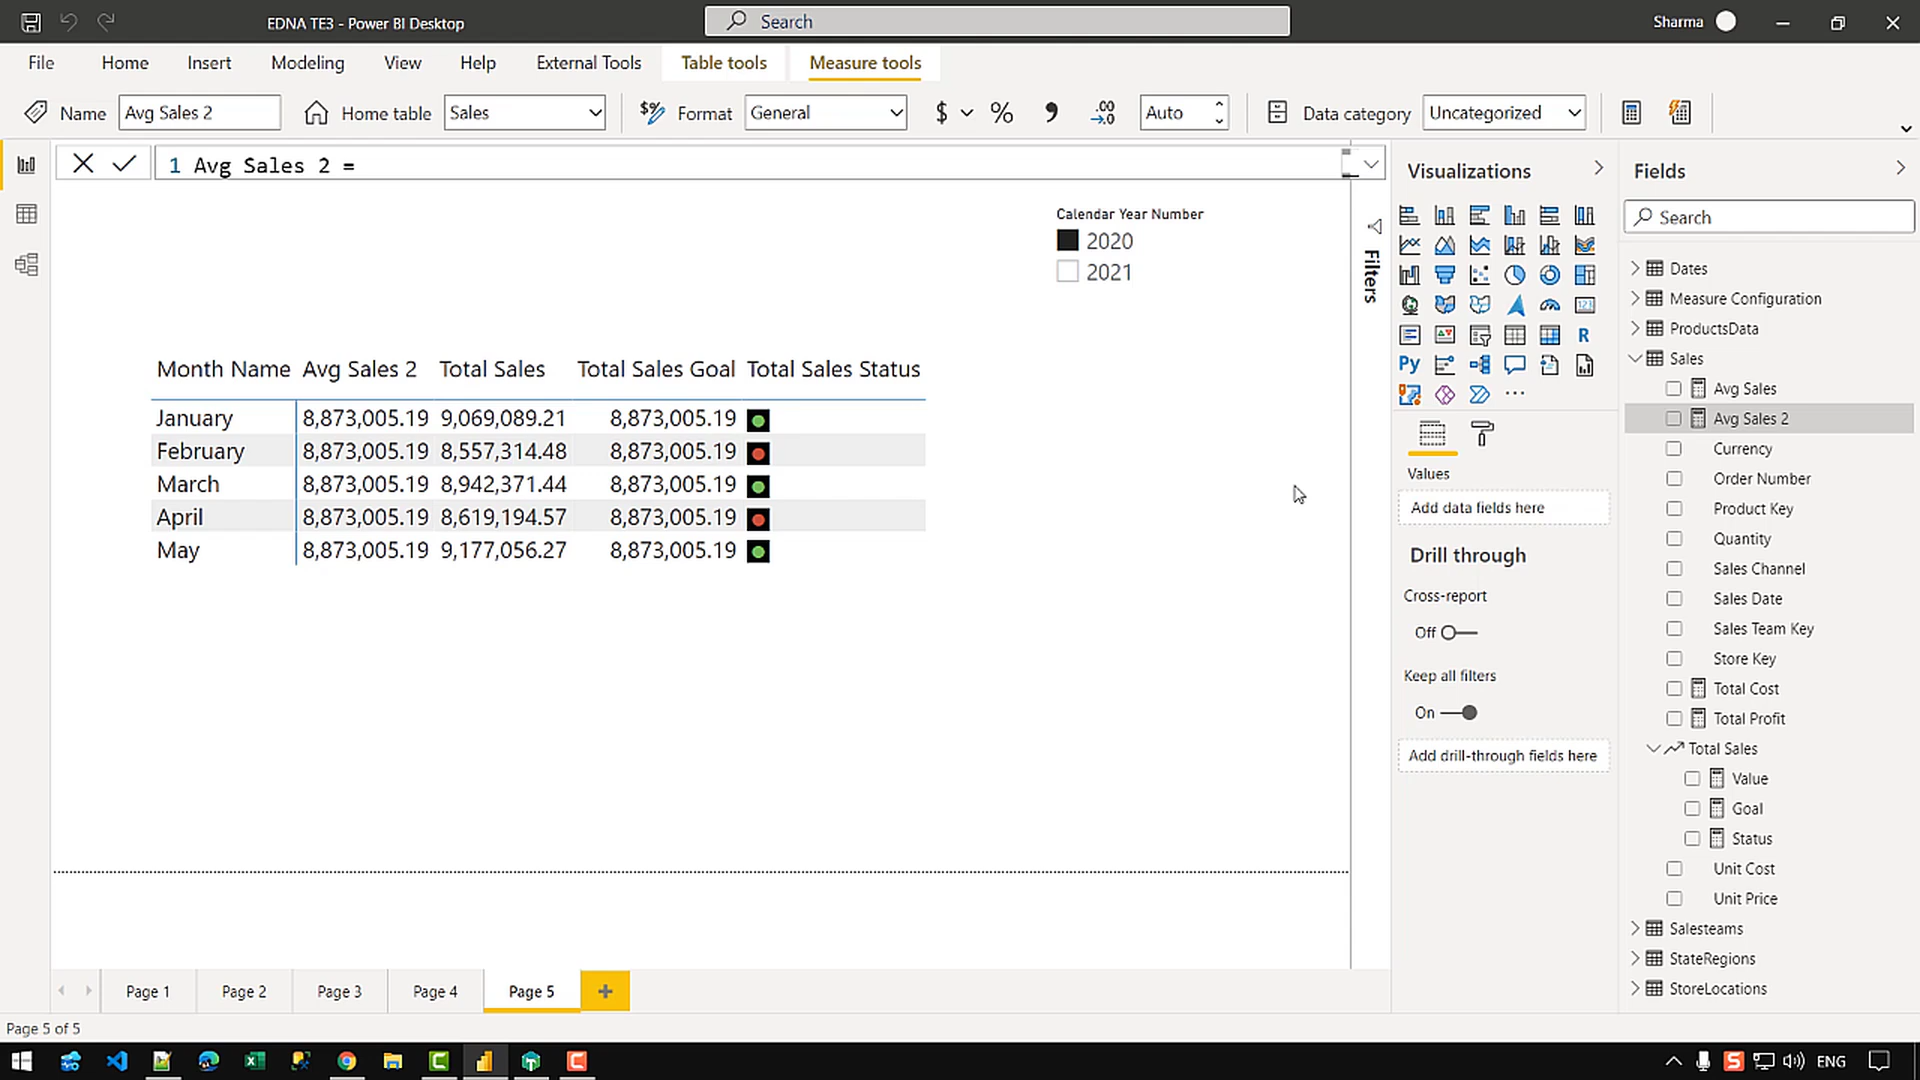 EDNA TE3 - Power BI Desktop
Search
Sharma
File Home Insert Modeling View Help External Tools Table tools Measure tools
Name Avg Sales 2 Home table Sales Format General $ % , .00 Auto Data category Uncategorized
1 Avg Sales 2 =
Calendar Year Number
2020
2021
Month Name Avg Sales 2 Total Sales Total Sales Goal Total Sales Status
January 8,873,005.19 9,069,089.21 8,873,005.19
February 8,873,005.19 8,557,314.48 8,873,005.19
March 8,873,005.19 8,942,371.44 8,873,005.19
April 8,873,005.19 8,619,194.57 8,873,005.19
May 8,873,005.19 9,177,056.27 8,873,005.19
Filters
Visualizations
123
R
Py
...
Values
Add data fields here
Drill through
Cross-report
Off
Keep all filters
On
Add drill-through fields here
Fields
Search
Dates
Measure Configuration
ProductsData
Sales
Avg Sales
Avg Sales 2
Currency
Order Number
Product Key
Quantity
Sales Channel
Sales Date
Sales Team Key
Store Key
Total Cost
Total Profit
Total Sales
Value
Goal
Status
Unit Cost
Unit Price
Salesteams
StateRegions
StoreLocations
Page 1 Page 2 Page 3 Page 4 Page 5 +
Page 5 of 5
ENG